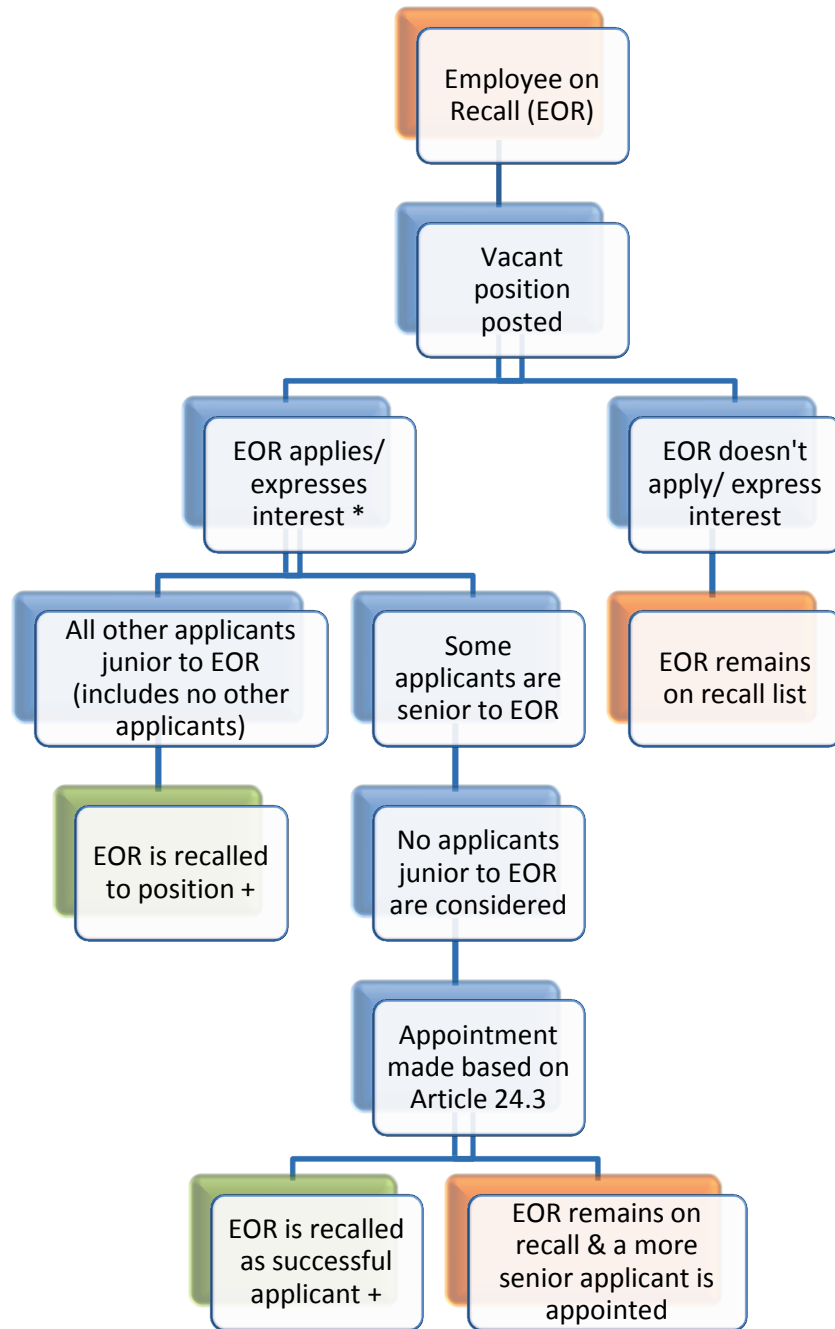 Employee on
Recall (EOR)
Vacant
position
posted
EOR applies/
expresses
interest *
EOR doesn't
apply/ express
interest
All other applicants
junior to EOR
(includes no other
applicants)
Some
applicants are
senior to EOR
EOR remains
on recall list
EOR is recalled
to position +
No applicants
junior to EOR
are considered
Appointment
made based on
Article 24.3
EOR is recalled
as successful
applicant +
EOR remains on
recall & a more
senior applicant is
appointed